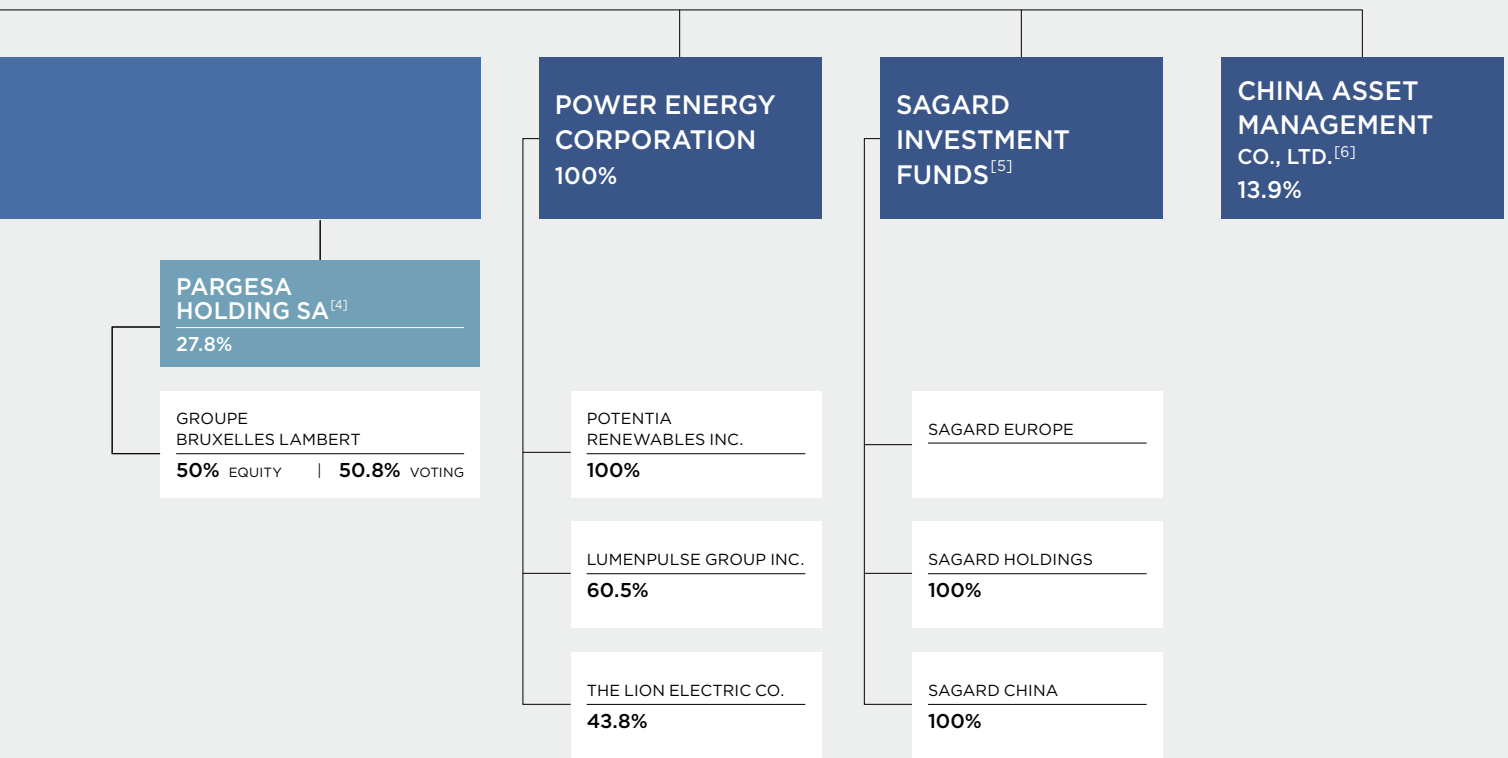 POWER ENERGY
CORPORATION
100%
SAGARD
INVESTMENT
FUNDS[5]
CHINA ASSET
MANAGEMENT
CO., LTD.[6]
13.9%
PARGESA
HOLDING SA[4]
27.8%
GROUPE
BRUXELLES LAMBERT
50% EQUITY | 50.8% VOTING
POTENTIA
RENEWABLES INC.
100%
LUMENPULSE GROUP INC.
60.5%
THE LION ELECTRIC CO.
43.8%
SAGARD EUROPE
SAGARD HOLDINGS
100%
SAGARD CHINA
100%